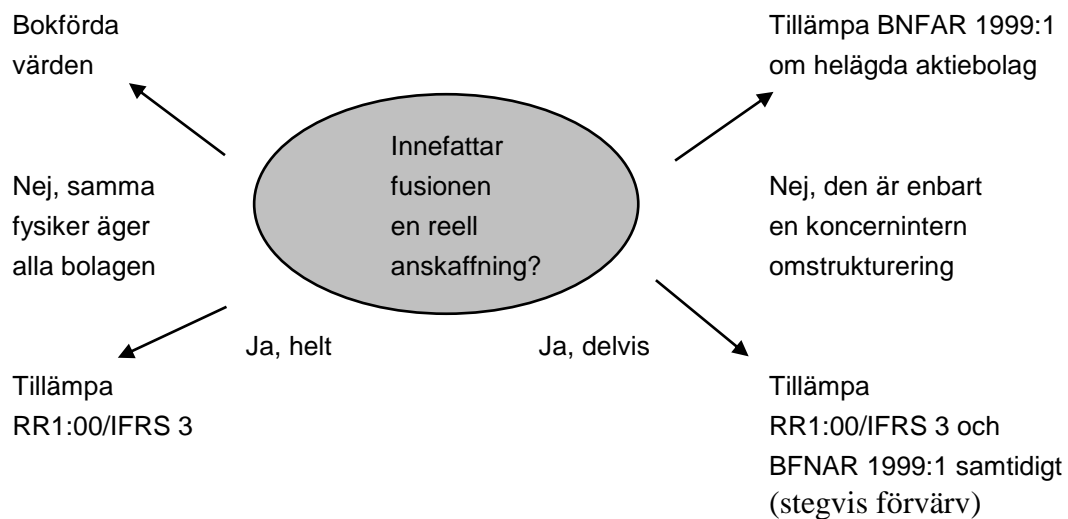 Bokförda
värden
Tillämpa BNFAR 1999:1
om helägda aktiebolag
Innefattar
fusionen
en reell
anskaffning?
Nej, samma
fysiker äger
alla bolagen
Nej, den är enbart
en koncernintern
omstrukturering
Ja, helt
Ja, delvis
Tillämpa
RR1:00/IFRS 3
Tillämpa
RR1:00/IFRS 3 och
BFNAR 1999:1 samtidigt
(stegvis förvärv)